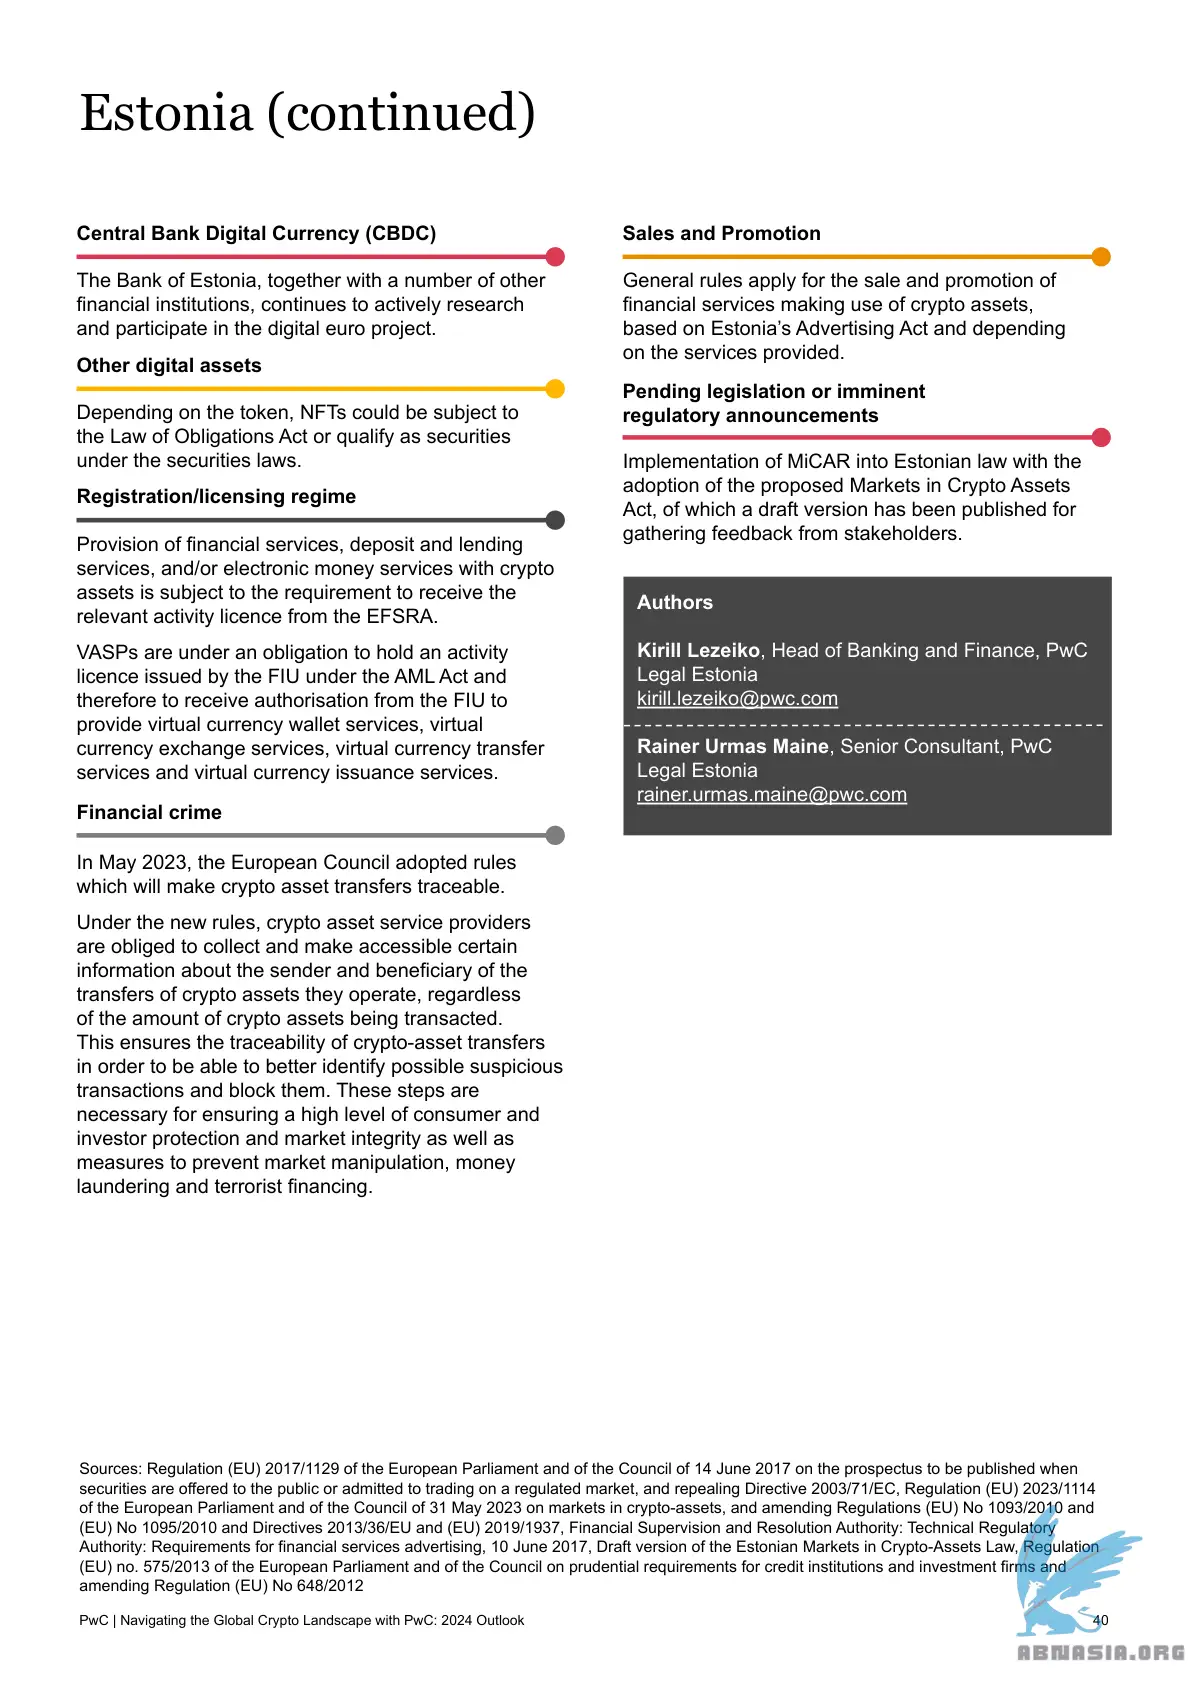 Estonia (continued)
Central Bank Digital Currency (CBDC)
The Bank of Estonia, together with a number of other
financial institutions, continues to actively research
and participate in the digital euro project.
Other digital assets
Depending on the token, NFTs could be subject to
the Law of Obligations Act or qualify as securities
under the securities laws.
Registration/licensing regime
Provision of financial services, deposit and lending
services, and/or electronic money services with crypto
assets is subject to the requirement to receive the
relevant activity licence from the EFSRA.
VASPs are under an obligation to hold an activity
licence issued by the FIU under the AML Act and
therefore to receive authorisation from the FIU to
provide virtual currency wallet services, virtual
currency exchange services, virtual currency transfer
services and virtual currency issuance services.
Financial crime
In May 2023, the European Council adopted rules
which will make crypto asset transfers traceable.
Under the new rules, crypto asset service providers
are obliged to collect and make accessible certain
information about the sender and beneficiary of the
transfers of crypto assets they operate, regardless
of the amount of crypto assets being transacted.
This ensures the traceability of crypto-asset transfers
in order to be able to better identify possible suspicious
transactions and block them. These steps are
necessary for ensuring a high level of consumer and
investor protection and market integrity as well as
measures to prevent market manipulation, money
laundering and terrorist financing.
Sales and Promotion
General rules apply for the sale and promotion of
financial services making use of crypto assets,
based on Estonia’s Advertising Act and depending
on the services provided.
Pending legislation or imminent
regulatory announcements
Implementation of MiCAR into Estonian law with the
adoption of the proposed Markets in Crypto Assets
Act, of which a draft version has been published for
gathering feedback from stakeholders.
Authors
Kirill Lezeiko, Head of Banking and Finance, PwC
Legal Estonia
kirill.lezeiko@pwc.com
Rainer Urmas Maine, Senior Consultant, PwC
Legal Estonia
rainer.urmas.maine@pwc.com
Sources: Regulation (EU) 2017/1129 of the European Parliament and of the Council of 14 June 2017 on the prospectus to be published when
securities are offered to the public or admitted to trading on a regulated market, and repealing Directive 2003/71/EC, Regulation (EU) 2023/1114
of the European Parliament and of the Council of 31 May 2023 on markets in crypto-assets, and amending Regulations (EU) No 1093/2010 and
(EU) No 1095/2010 and Directives 2013/36/EU and (EU) 2019/1937, Financial Supervision and Resolution Authority: Technical Regulatory
Authority: Requirements for financial services advertising, 10 June 2017, Draft version of the Estonian Markets in Crypto-Assets Law, Regulation
(EU) no. 575/2013 of the European Parliament and of the Council on prudential requirements for credit institutions and investment firms and
amending Regulation (EU) No 648/2012
PwC | Navigating the Global Crypto Landscape with PwC: 2024 Outlook
40
ABNASIA.ORG